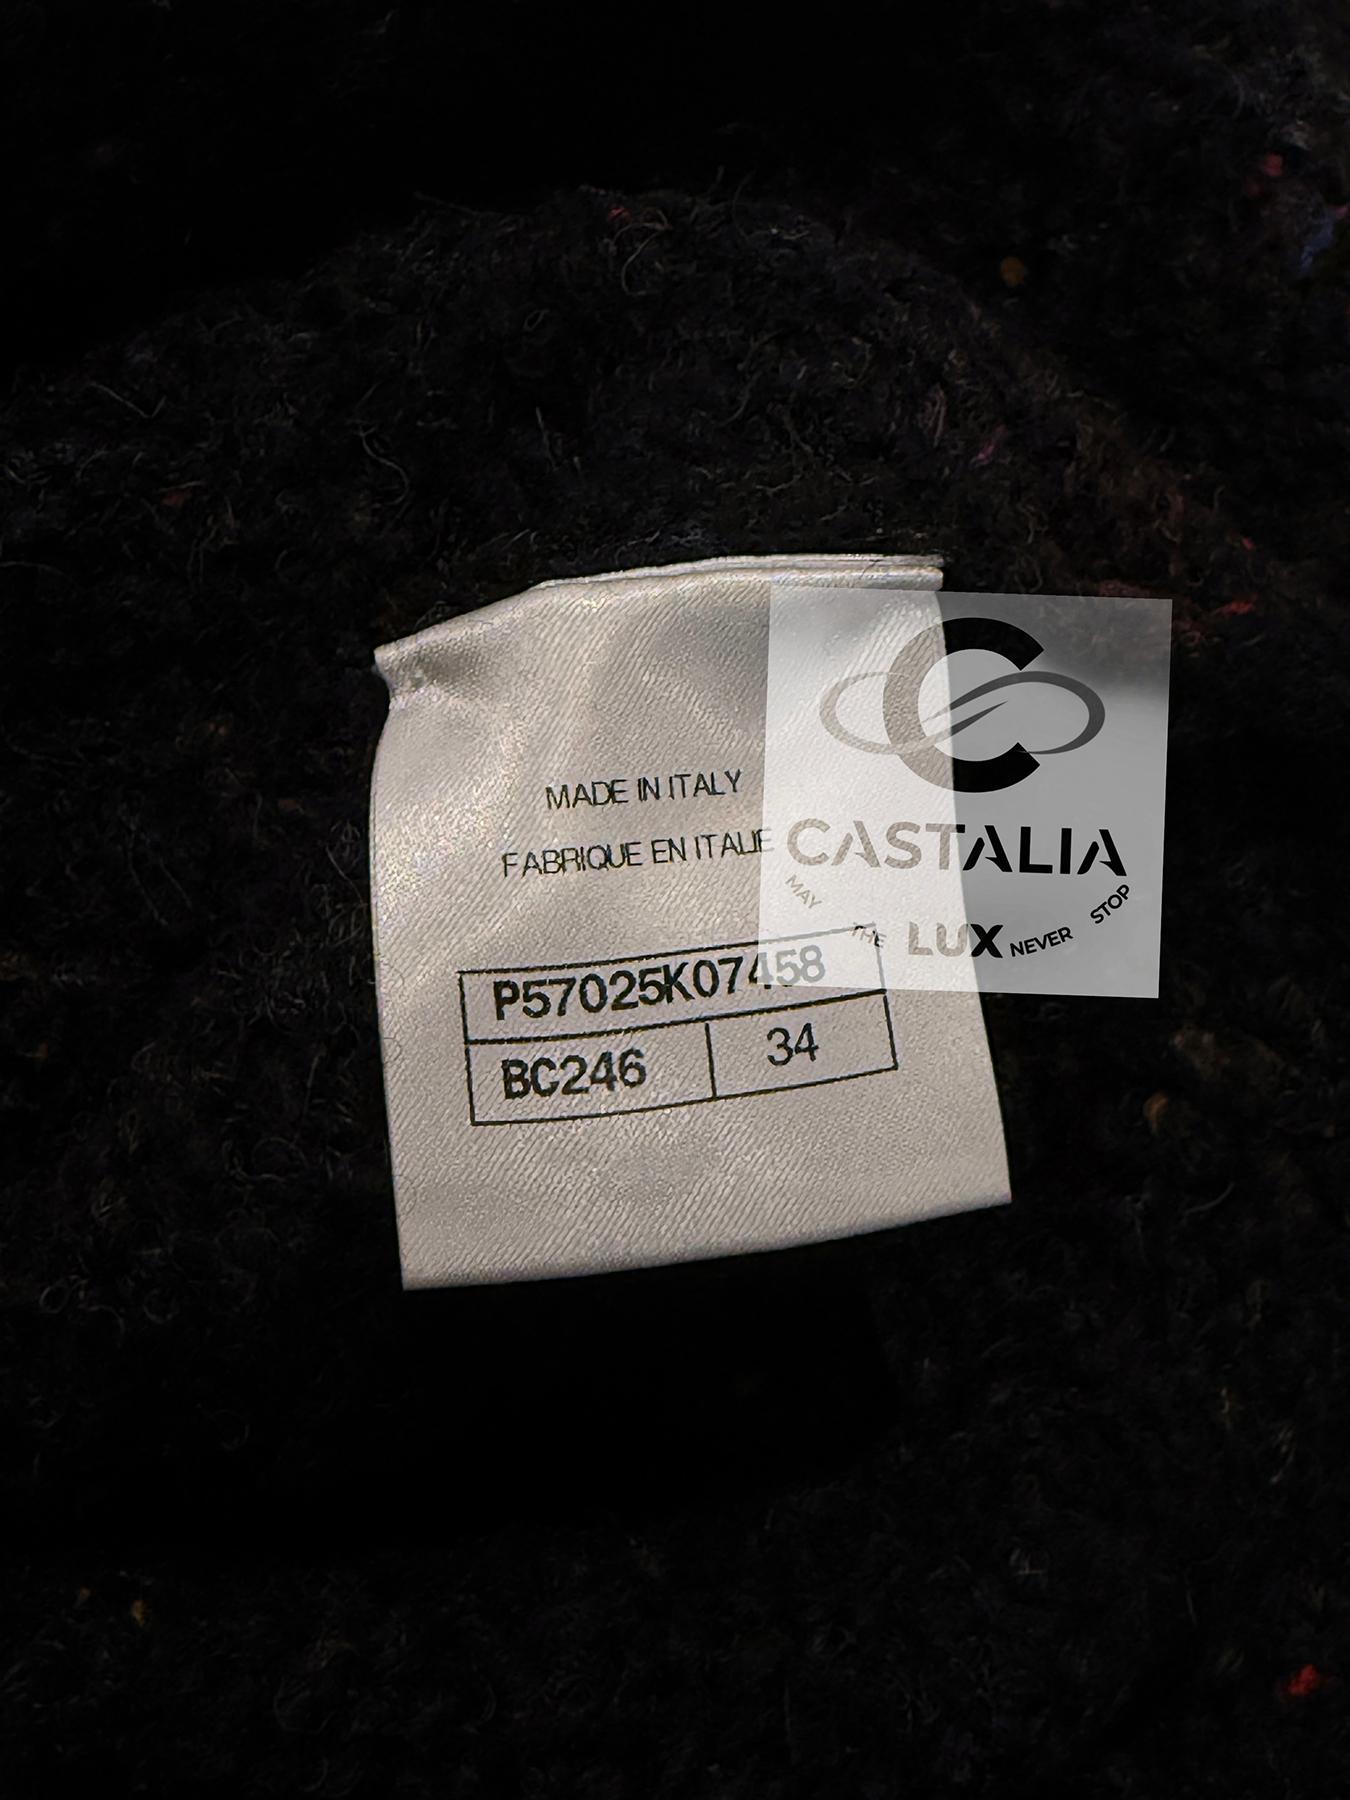 MADE IN ITALY
FABRIQUE EN ITALIE
P57025K07458
BC246 34
CASTALIA
MAY THE LUX NEVER STOP